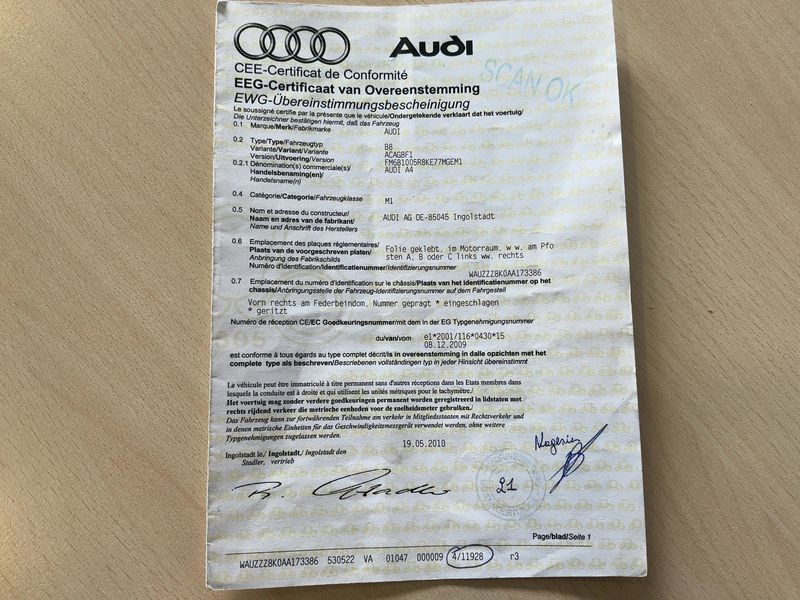 Audi
SCAN OK
CEE-Certificat de Conformité
EEG-Certificaat van Overeenstemming
EWG-Übereinstimmungsbescheinigung
Le soussigné certifie par la présente que le véhicule/Ondergetekende verklaart dat het voertuig/
Die Unterzeichner bestätigen hiermit, daß das Fahrzeug
0.1 Marque/Merk/Fabrikmarke AUDI
0.2 Type/Type/Fahrzeugtyp B8
Variante/Variant/Variante ACAGBF1
Version/Uitvoering/Version FM6B1005R8KE77MGEM1
0.2.1 Dénomination(s) commerciale(s)/ AUDI A4
Handelsbenaming(en)/
Handelsname(n)
0.4 Catégorie/Categorie/Fahrzeugklasse M1
0.5 Nom et adresse du constructeur/ AUDI AG DE-85045 Ingolstadt
Naam en adres van de fabrikant/
Name und Anschrift des Herstellers
0.6 Emplacement des plaques réglementaires/ Folie geklebt. im Motorraum. w w. am Pfo
Plaats van de voorgeschreven platen/ sten A, B oder C links ww. rechts
Anbringung des Fabrikschilds
Numéro d'identification/Identificatienummer/Identifizierungsnummer WAUZZZ8K0AA173386
0.7 Emplacement du numéro d'identification sur le châssis/Plaats van het identificatienummer op het
chassis/Anbringungsstelle der Fahrzeug-Identifizierungsnummer auf dem Fahrgestell
Vorn rechts am Federbeindom, Nummer gepragt * eingeschlagen
* geritzt
Numéro de réception CE/EC Goedkeuringsnummer/mit dem in der EG Typgenehmigungsnummer
e1*2001/116*0430*15
du/van/vom 08.12.2009
est conforme à tous égards au type complet décrit/is in overeenstemming in dalle opzichten met het
complete type als beschreven/Beschriebenen vollständigen typ in jeder Hinsicht übereinstimmt
Le véhicule peut être immatriculé à titre permanent sans d'autres réceptions dans les Etats membres dans
lesquels la conduite est à droite et qui utilisent les unités métriques pour le tachymètre./
Het voertuig mag zonder verdere goedkeuringen permanent worden geregistreerd in lidstaten met
rechts rijdend verkeer die metrische eenheden voor de snelheidsmeter gebruiken./
Das Fahrzeug kann zur fortwährenden Teilnahme am verkehr in Mitgliedsstaaten mit Rechtsverkehr und
in denen metrische Einheiten für das Geschwindigkeitsmessgerät verwendet werden, ohne weitere
Typgenehmigungen zugelassen werden.
19.05.2010
Ingolstadt le./ Ingolstadt,/ Ingolstadt den
Stadler, vertrieb
21
Page/blad/Seite 1
WAUZZZ8K0AA173386 530522 VA 01047 000009 4/11928 r3